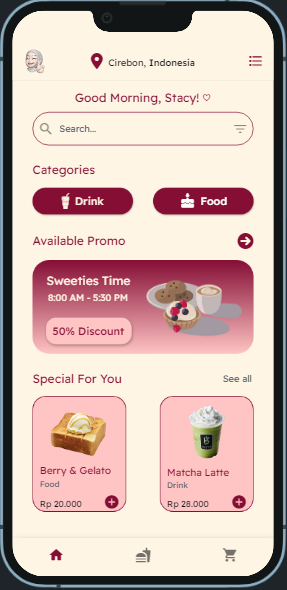 Cirebon, Indonesia
Good Morning, Stacy! ♡
Search...
Categories
Drink
Food
Available Promo
Sweeties Time
8:00 AM - 5:30 PM
50% Discount
Special For You
See all
Berry & Gelato
Food
Rp 20.000
Matcha Latte
Drink
Rp 28.000